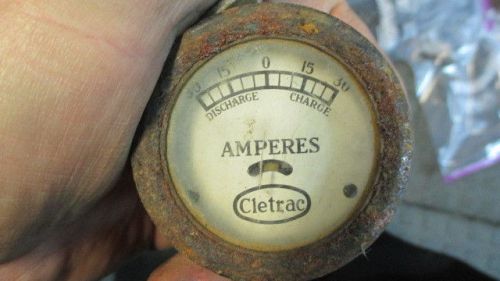 30 15 0 15 30
DISCHARGE CHARGE
AMPERES
Cletrac